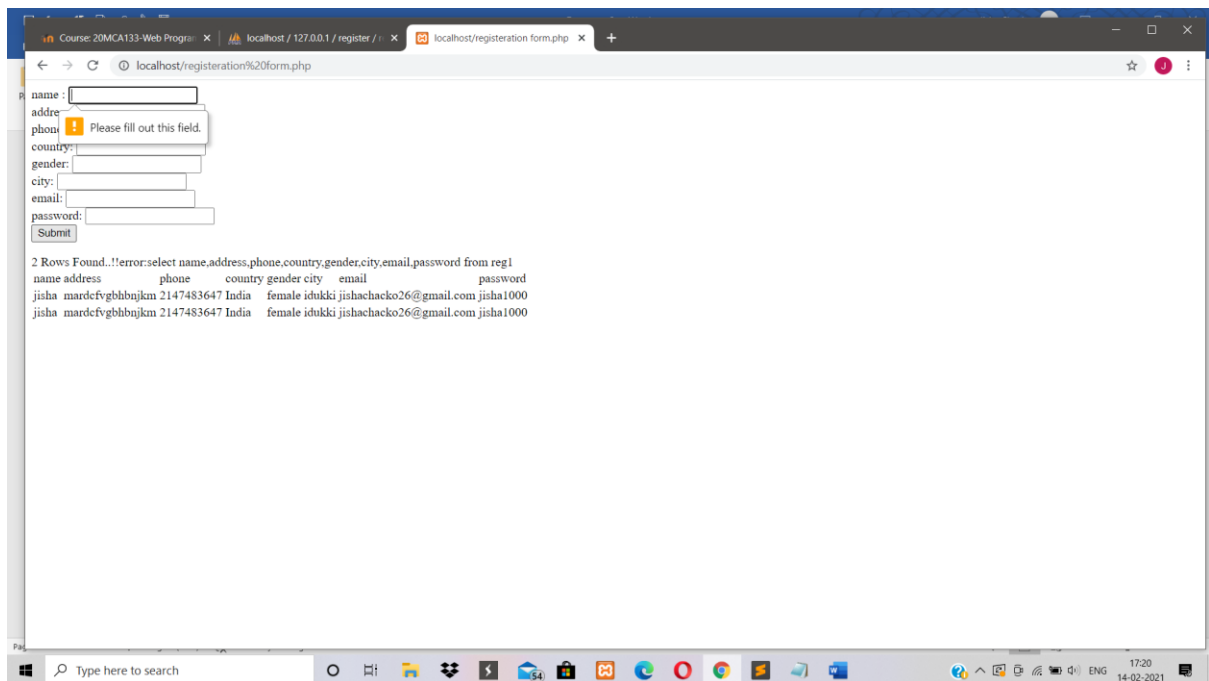 Course: 20MCA133-Web Progra
localhost / 127.0.0.1 / register / r
localhost/registeration form.php
localhost/registeration%20form.php
J
name :
addre
phon
Please fill out this field.
country:
gender:
city:
email:
password:
Submit
2 Rows Found..!!error:select name,address,phone,country,gender,city,email,password from reg1
name address phone country gender city email password
jisha mardcfvgbhbnjkm 2147483647 India female idukki jishachacko26@gmail.com jisha1000
jisha mardcfvgbhbnjkm 2147483647 India female idukki jishachacko26@gmail.com jisha1000
Type here to search
54
ENG
17:20
14-02-2021